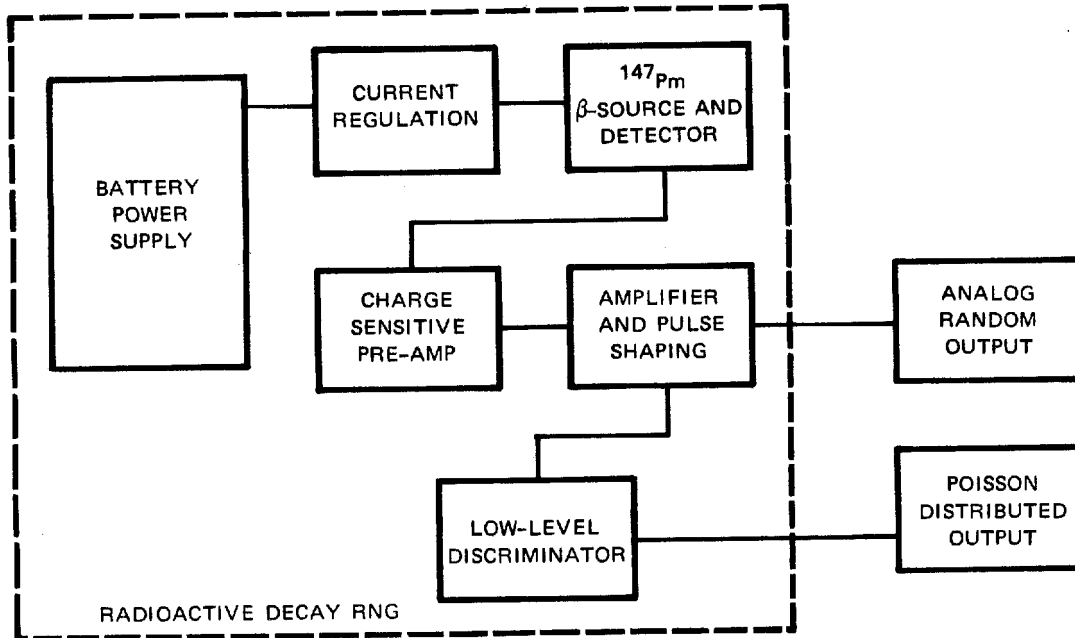 BATTERY
POWER
SUPPLY
CURRENT
REGULATION
147Pm
β-SOURCE AND
DETECTOR
CHARGE
SENSITIVE
PRE-AMP
AMPLIFIER
AND PULSE
SHAPING
ANALOG
RANDOM
OUTPUT
LOW-LEVEL
DISCRIMINATOR
POISSON
DISTRIBUTED
OUTPUT
RADIOACTIVE DECAY RNG